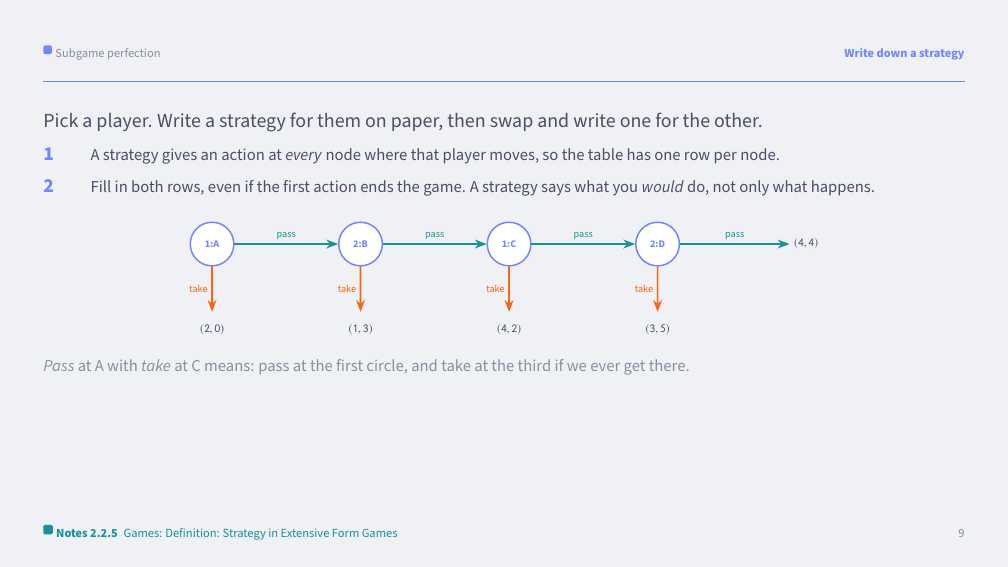 Subgame perfection
Write down a strategy
Pick a player. Write a strategy for them on paper, then swap and write one for the other.
1 A strategy gives an action at every node where that player moves, so the table has one row per node.
2 Fill in both rows, even if the first action ends the game. A strategy says what you would do, not only what happens.
1:A pass 2:B pass 1:C pass 2:D pass (4, 4)
take take take take
(2, 0) (1, 3) (4, 2) (3, 5)
Pass at A with take at C means: pass at the first circle, and take at the third if we ever get there.
Notes 2.2.5 Games: Definition: Strategy in Extensive Form Games
9